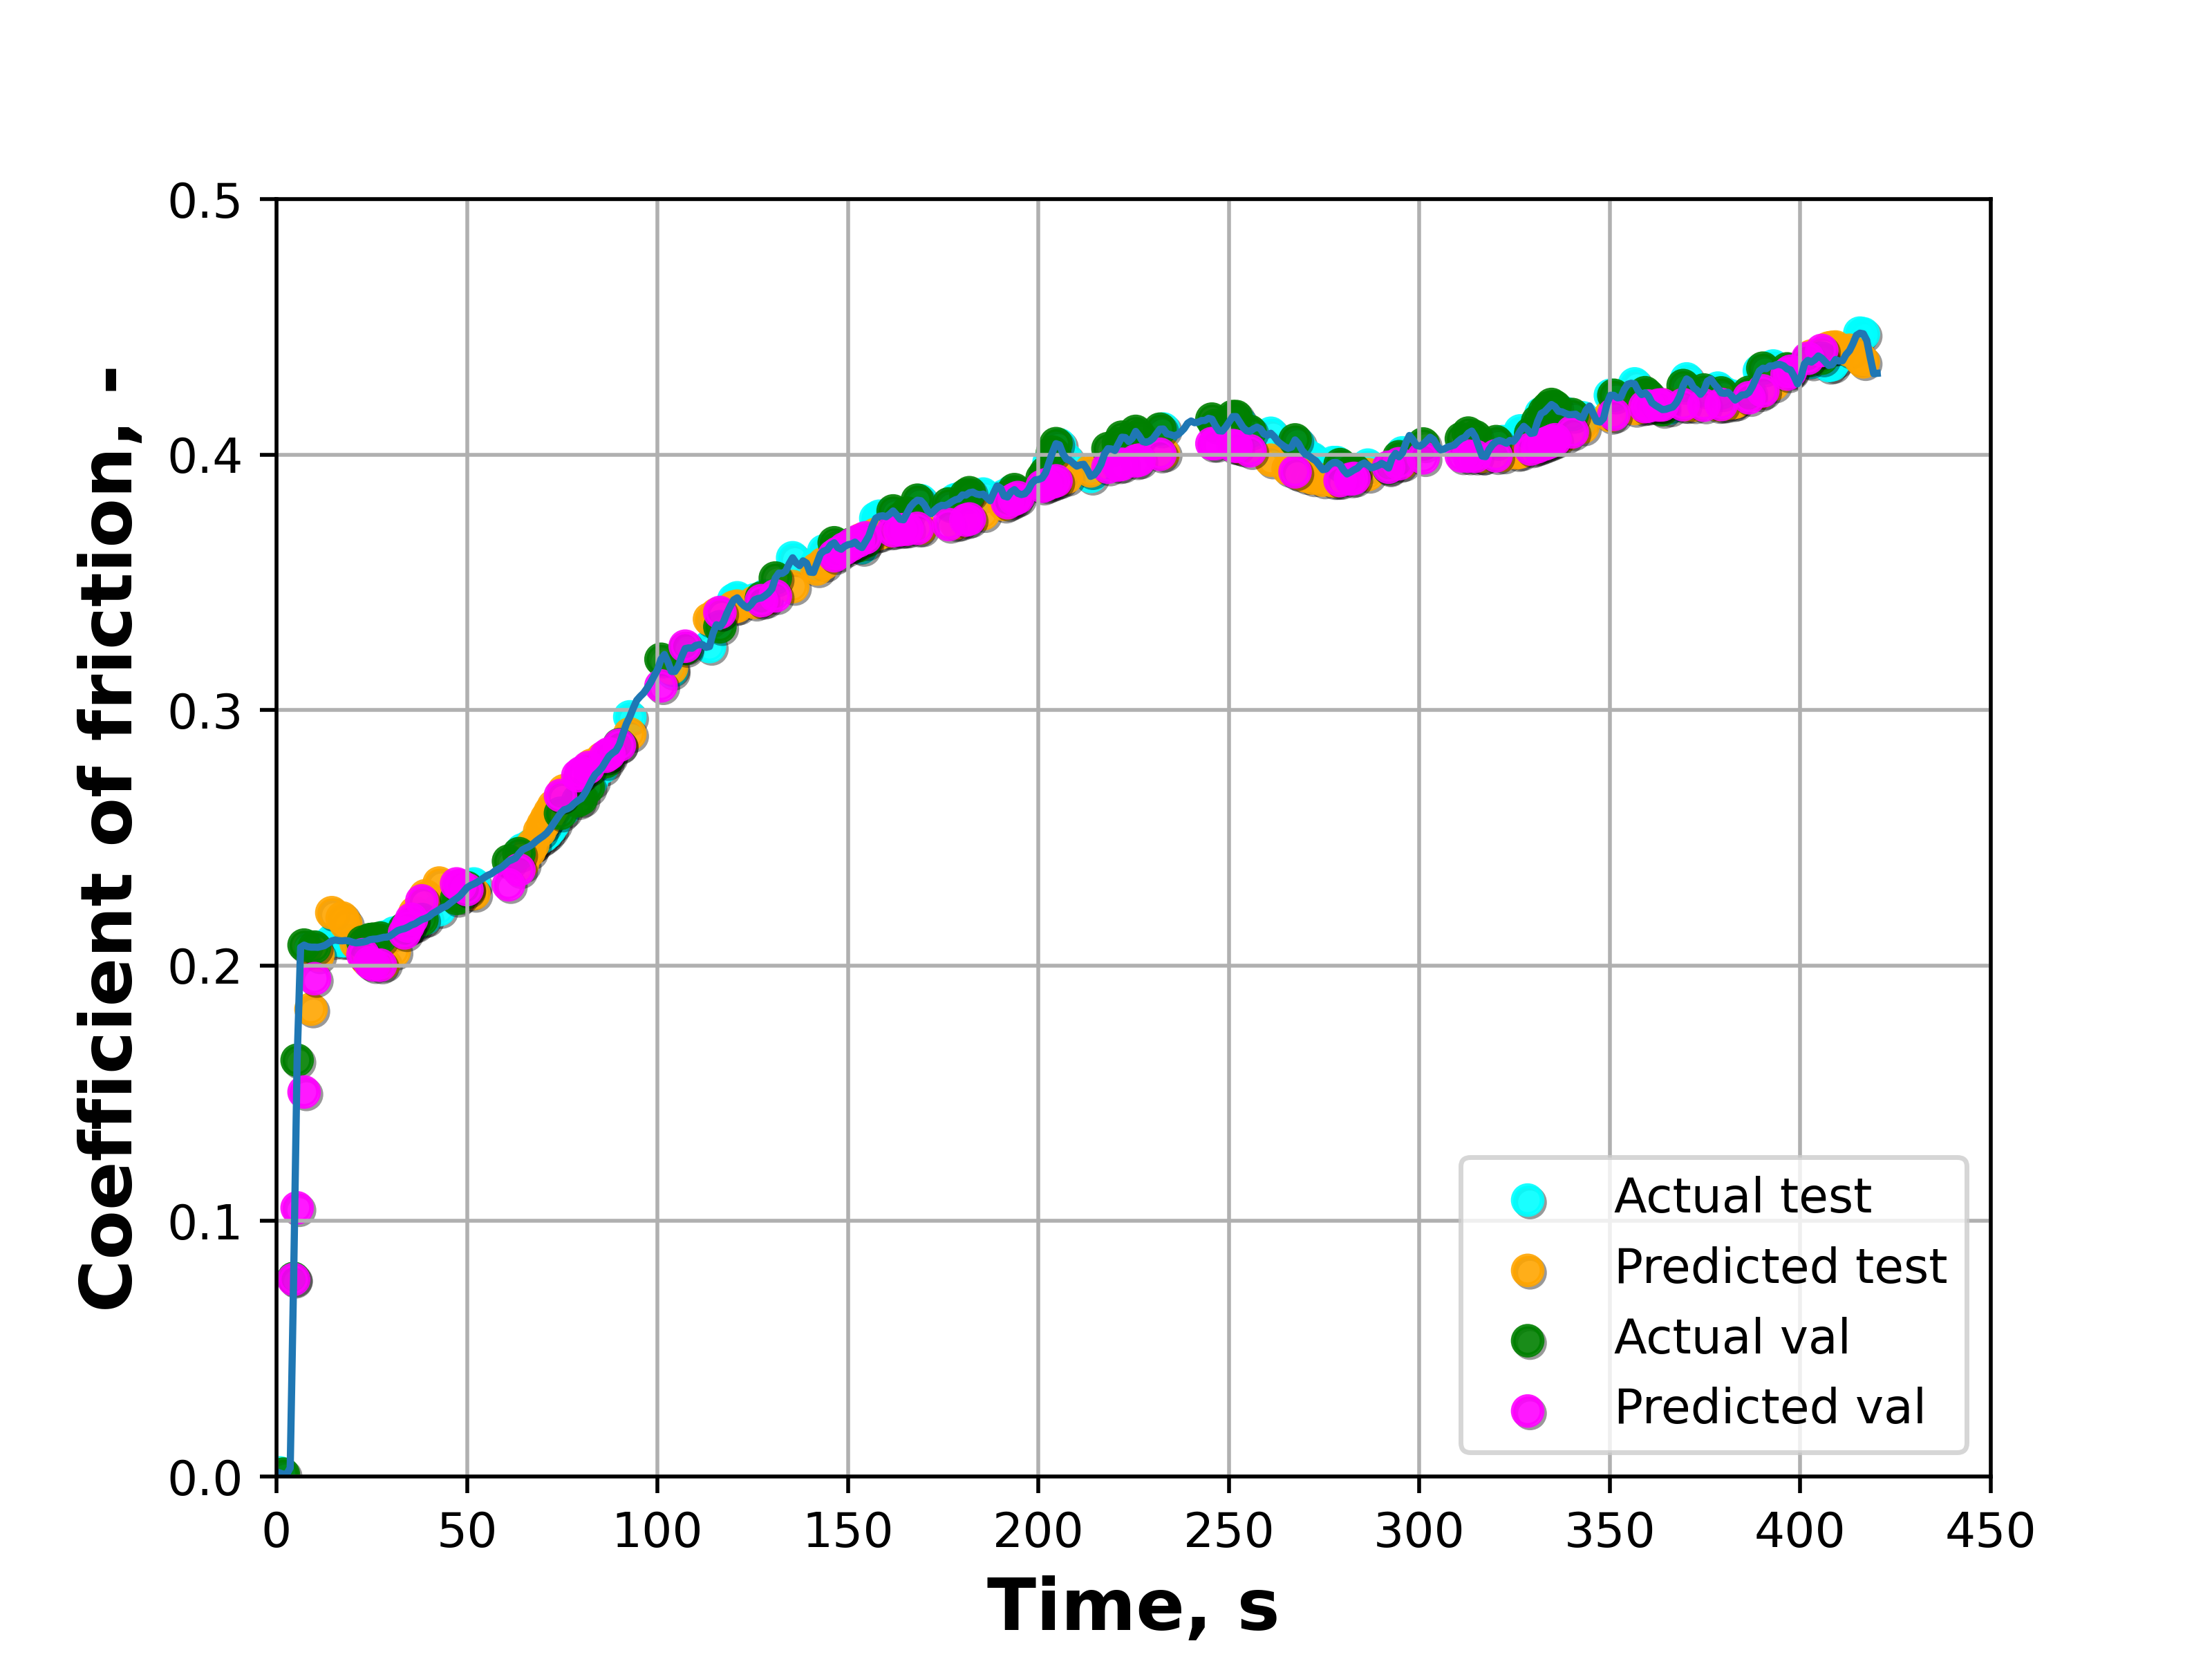 Coefficient of friction, -
0.5
0.4
0.3
0.2
0.1
0.0
0 50 100 150 200 250 300 350 400 450
Time, s
Actual test
Predicted test
Actual val
Predicted val